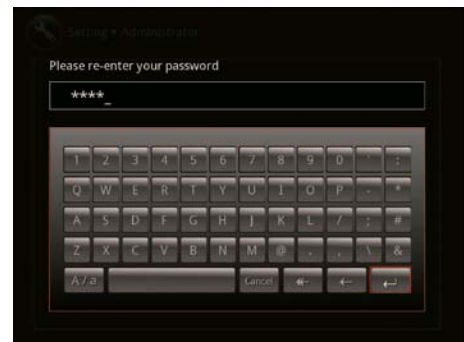 Setting • Administrator
Please re-enter your password
****_
1 2 3 4 5 6 7 8 9 0 ' :
Q W E R T Y U I O P - *
A S D F G H J K L / ; #
Z X C V B N M @ . , \ &
A/a Cancel